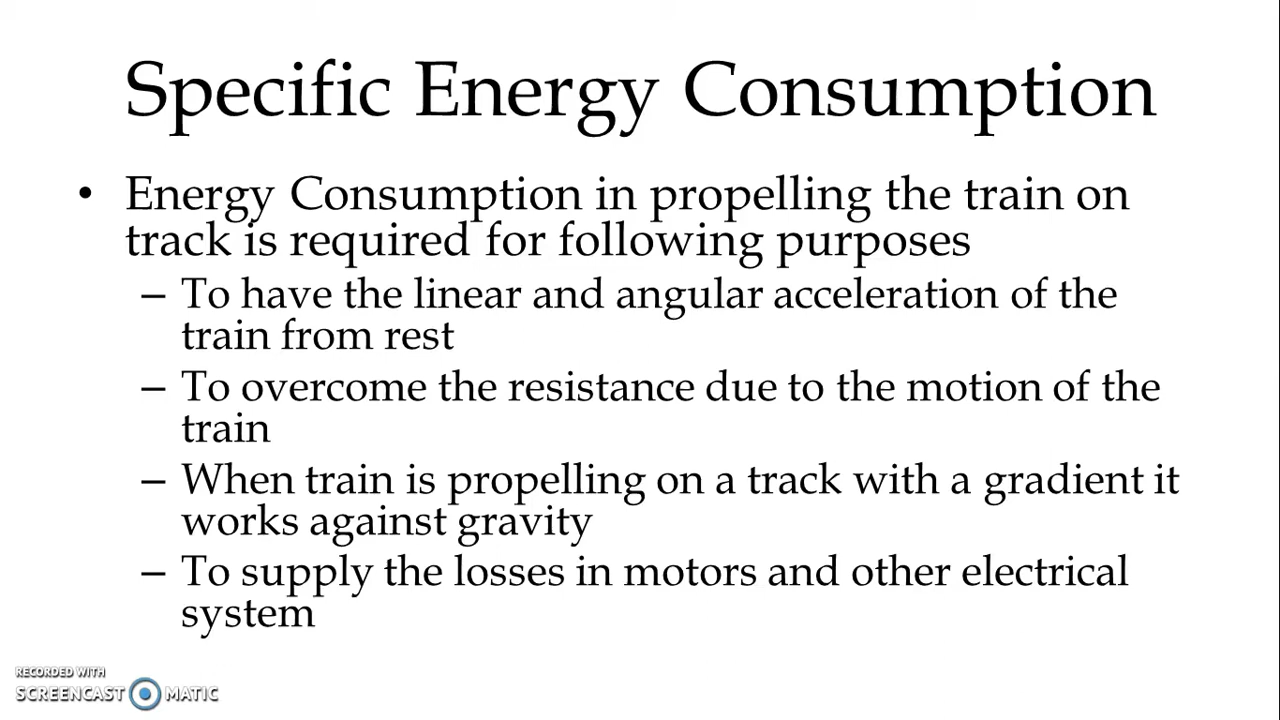 Specific Energy Consumption
• Energy Consumption in propelling the train on
track is required for following purposes
– To have the linear and angular acceleration of the
train from rest
– To overcome the resistance due to the motion of the
train
– When train is propelling on a track with a gradient it
works against gravity
– To supply the losses in motors and other electrical
system
RECORDED WITH
SCREENCAST MATIC